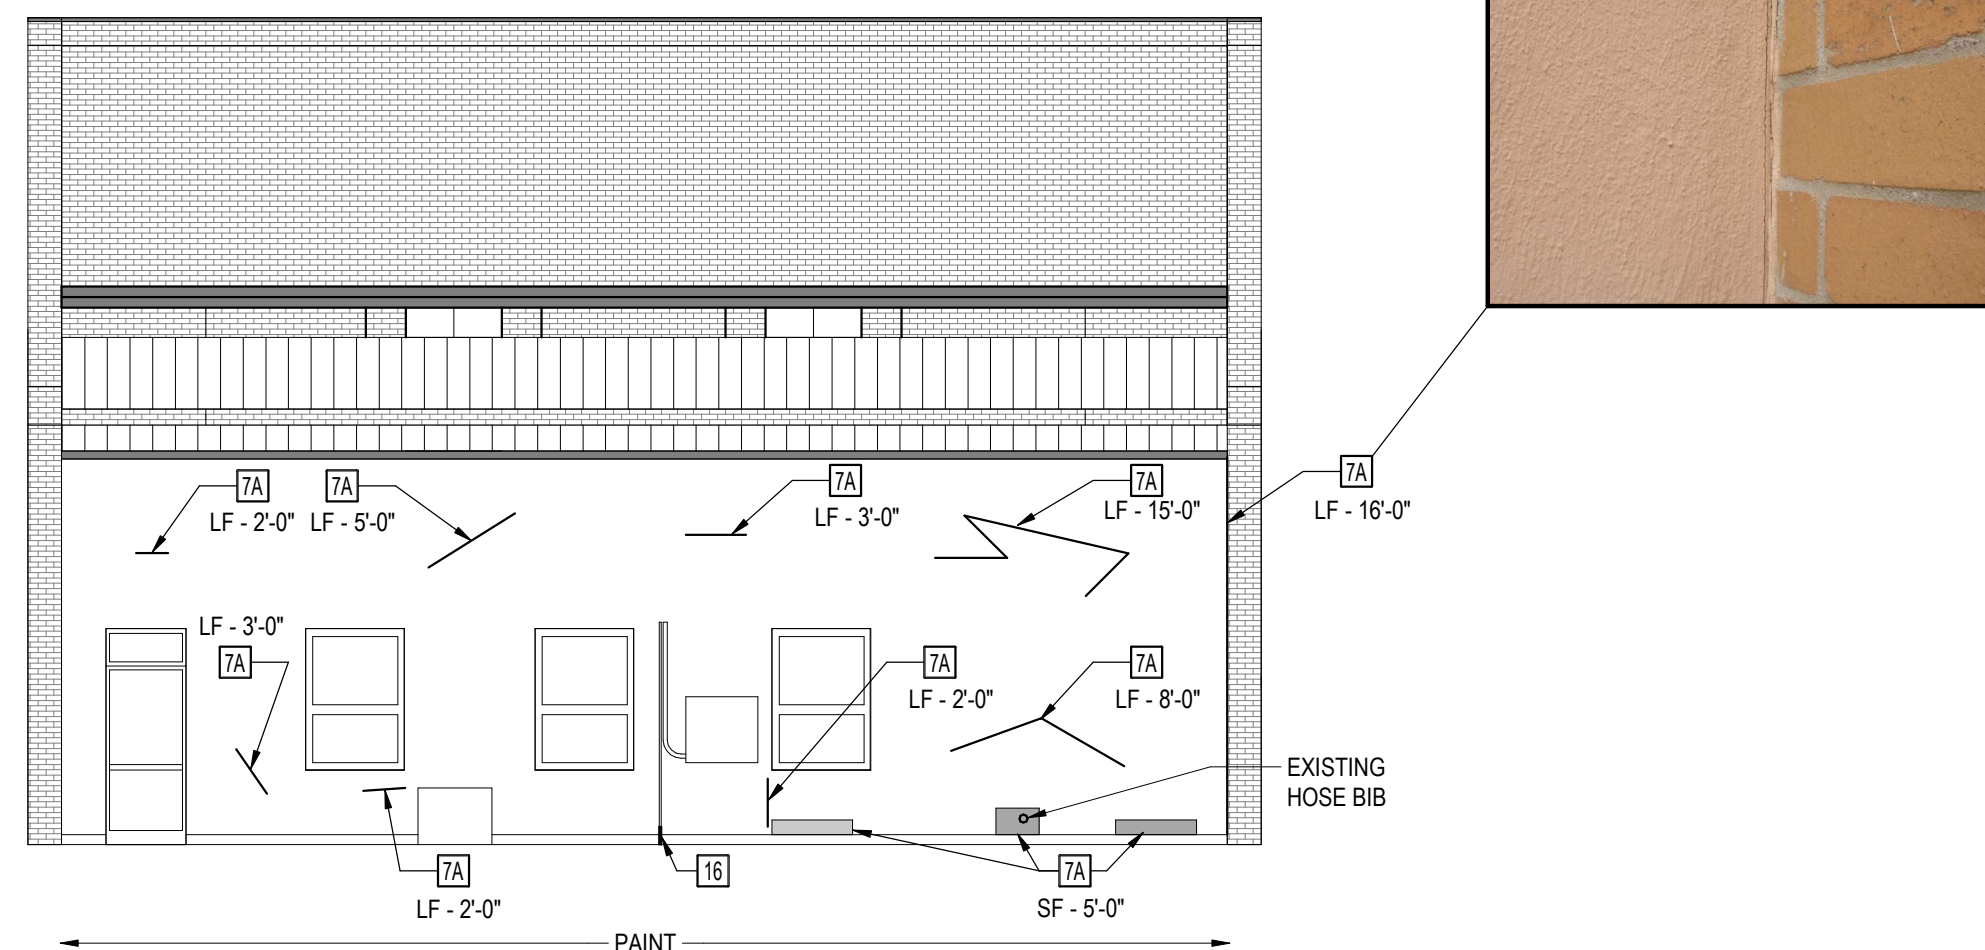 7A
LF - 2'-0"
7A
LF - 5'-0"
7A
LF - 3'-0"
7A
LF - 15'-0"
7A
LF - 16'-0"
LF - 3'-0"
7A
7A
LF - 2'-0"
7A
LF - 8'-0"
EXISTING
HOSE BIB
7A
LF - 2'-0"
16
7A
SF - 5'-0"
PAINT